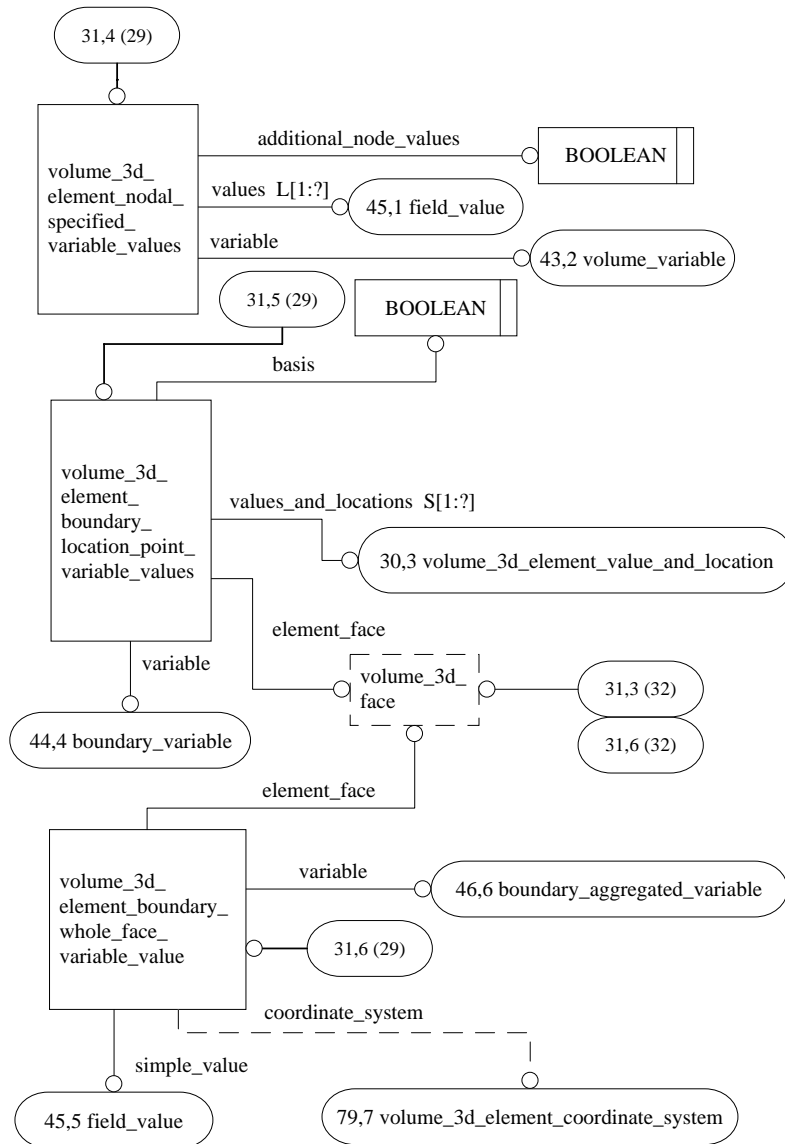 31,4 (29)
volume_3d_
element_nodal_
specified_
variable_values
additional_node_values
BOOLEAN
values L[1:?]
45,1 field_value
variable
43,2 volume_variable
31,5 (29)
BOOLEAN
basis
volume_3d_
element_
boundary_
location_point_
variable_values
values_and_locations S[1:?]
30,3 volume_3d_element_value_and_location
element_face
variable
volume_3d_
face
31,3 (32)
31,6 (32)
44,4 boundary_variable
element_face
volume_3d_
element_boundary_
whole_face_
variable_value
variable
46,6 boundary_aggregated_variable
31,6 (29)
coordinate_system
simple_value
45,5 field_value
79,7 volume_3d_element_coordinate_system